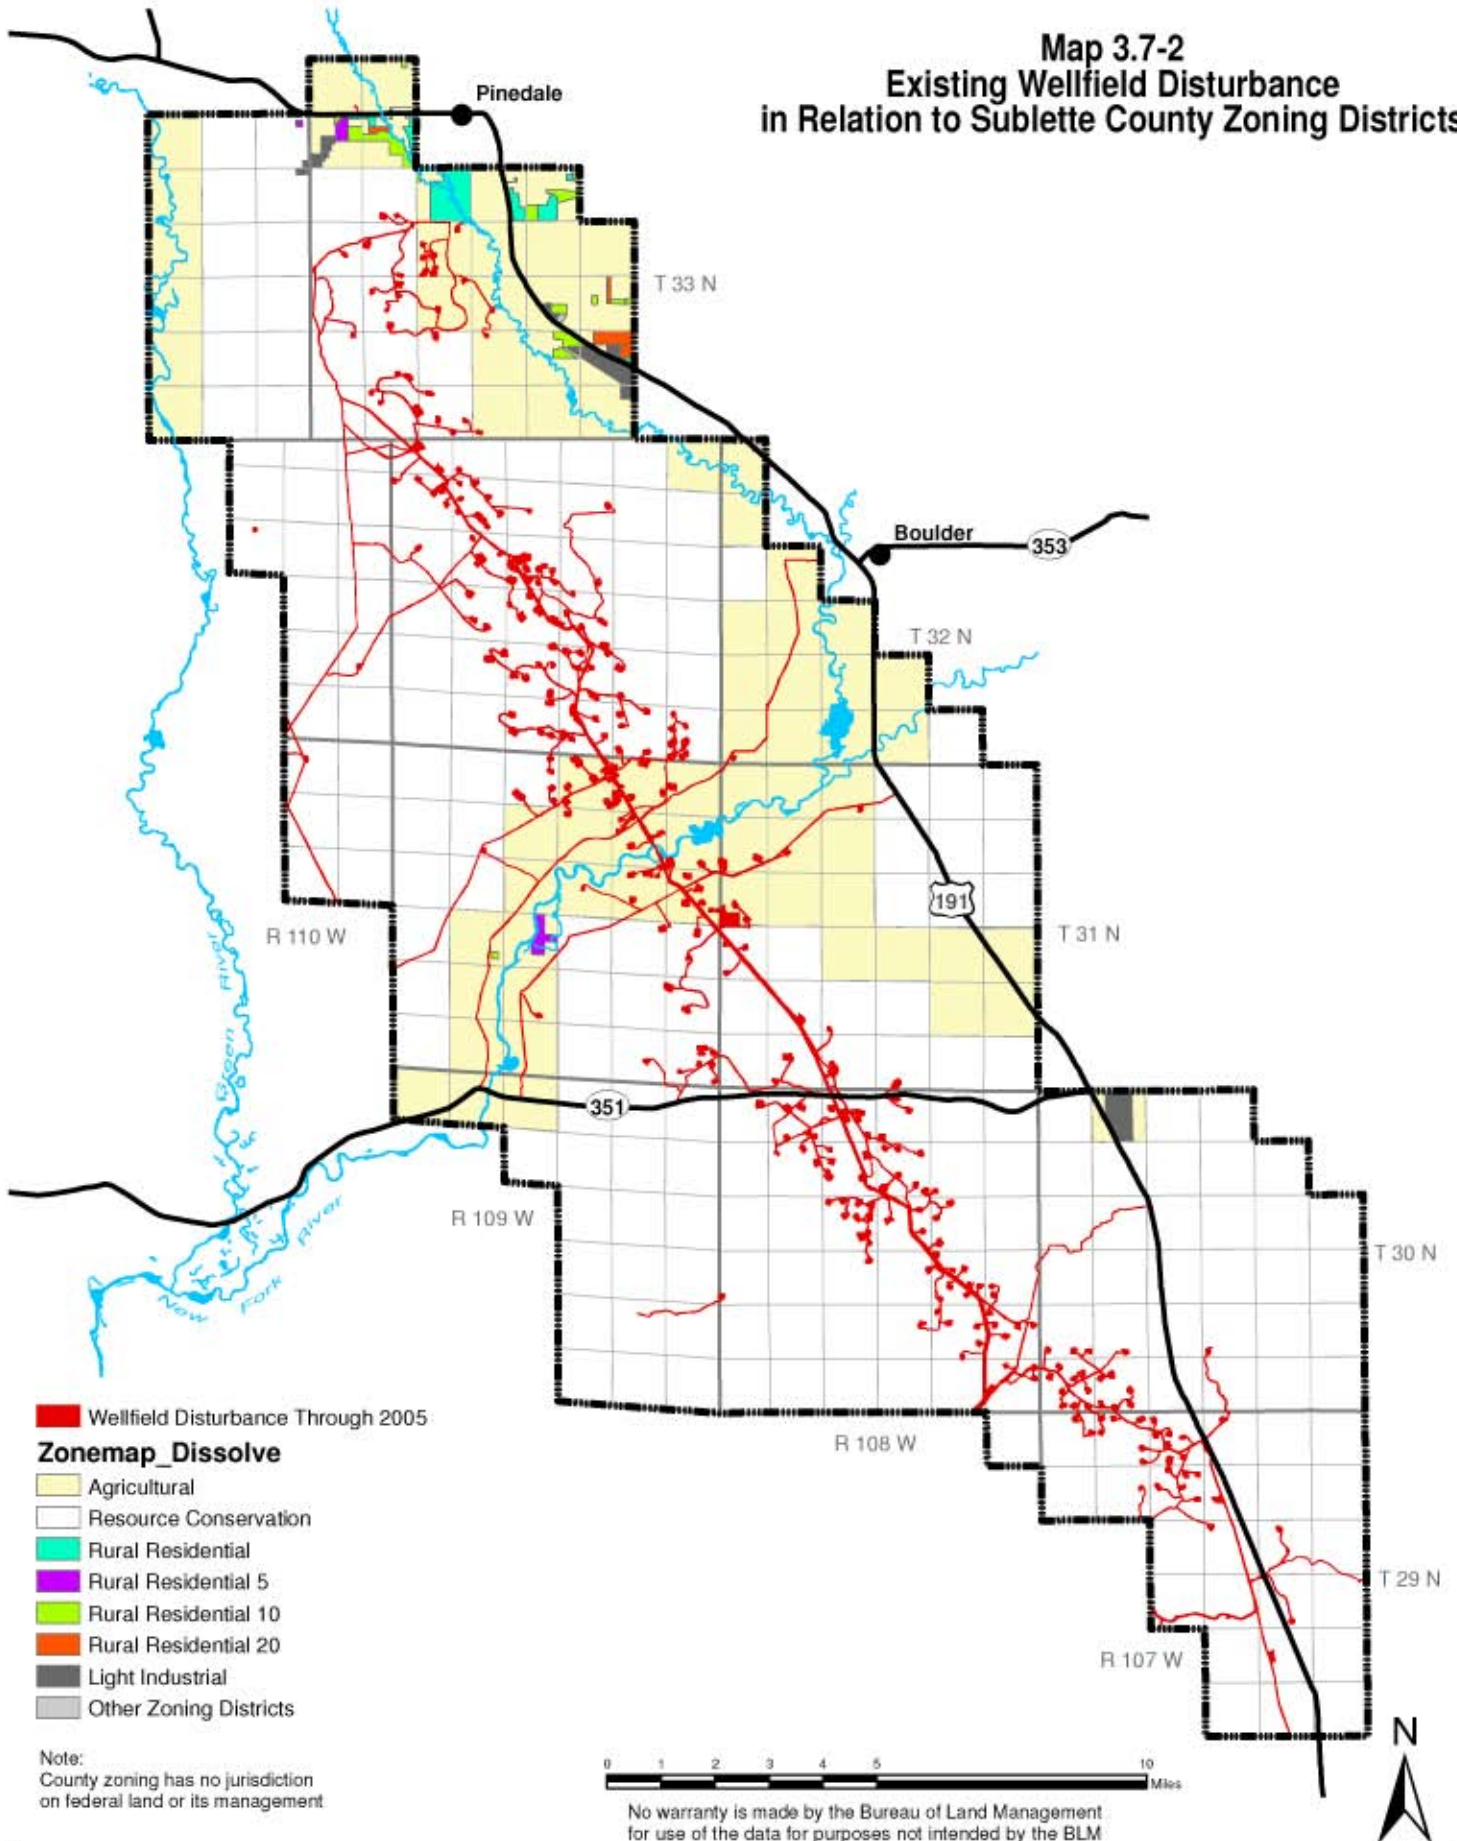 Map 3.7-2
Existing Wellfield Disturbance
in Relation to Sublette County Zoning Districts
Pinedale
T 33 N
Boulder
353
T 32 N
191
T 31 N
R 110 W
Green River
351
R 109 W
New Fork River
T 30 N
R 108 W
T 29 N
R 107 W
Wellfield Disturbance Through 2005
Zonemap_Dissolve
Agricultural
Resource Conservation
Rural Residential
Rural Residential 5
Rural Residential 10
Rural Residential 20
Light Industrial
Other Zoning Districts
Note:
County zoning has no jurisdiction
on federal land or its management
0 1 2 3 4 5 10
Miles
No warranty is made by the Bureau of Land Management
for use of the data for purposes not intended by the BLM
N